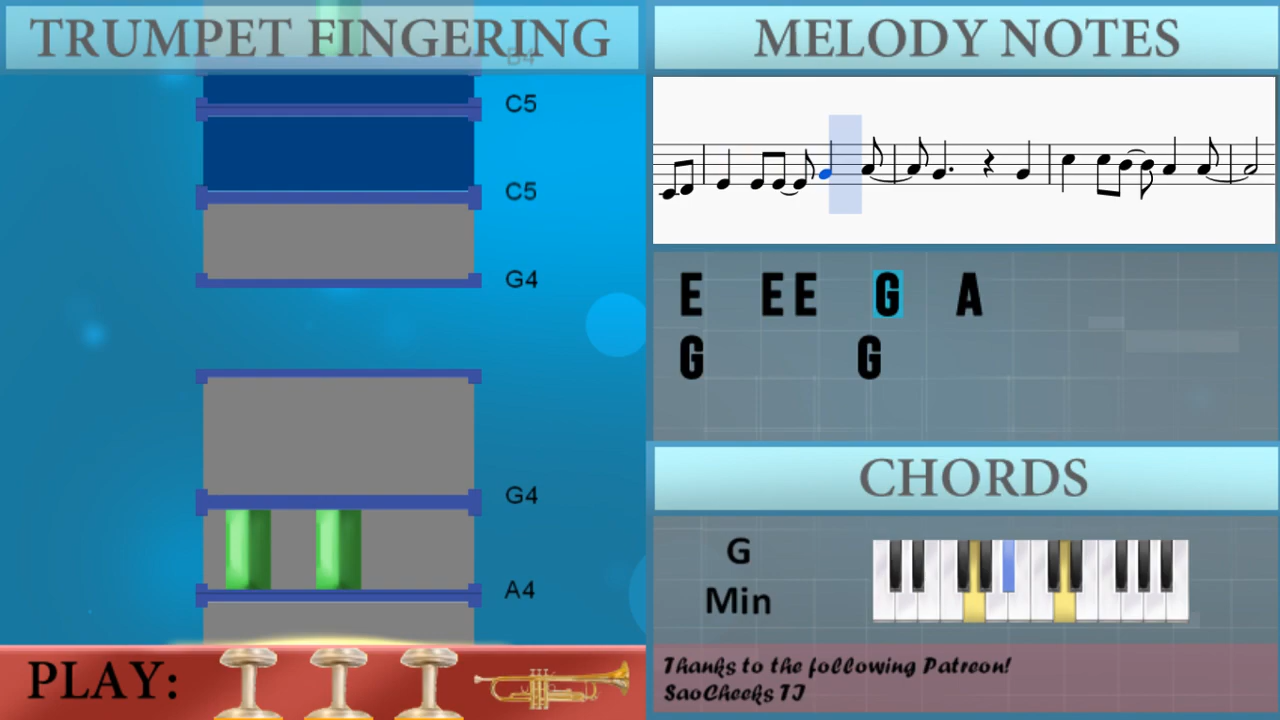 TRUMPET FINGERING
C5
C5
G4
G4
A4
PLAY:
MELODY NOTES
E E E G A
G G
CHORDS
G
Min
Thanks to the following Patreon!
SaoCheeks TJ